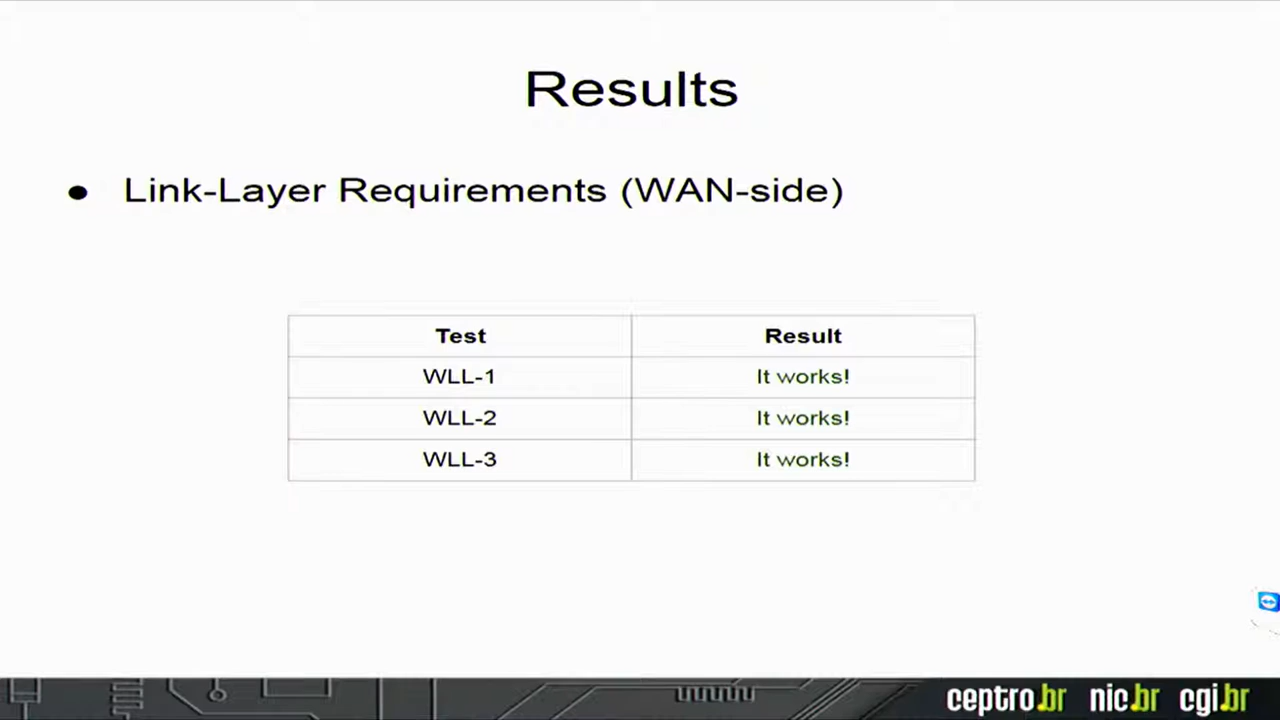 Results
● Link-Layer Requirements (WAN-side)
Test Result
WLL-1 It works!
WLL-2 It works!
WLL-3 It works!
ceptro.br nic.br cgi.br